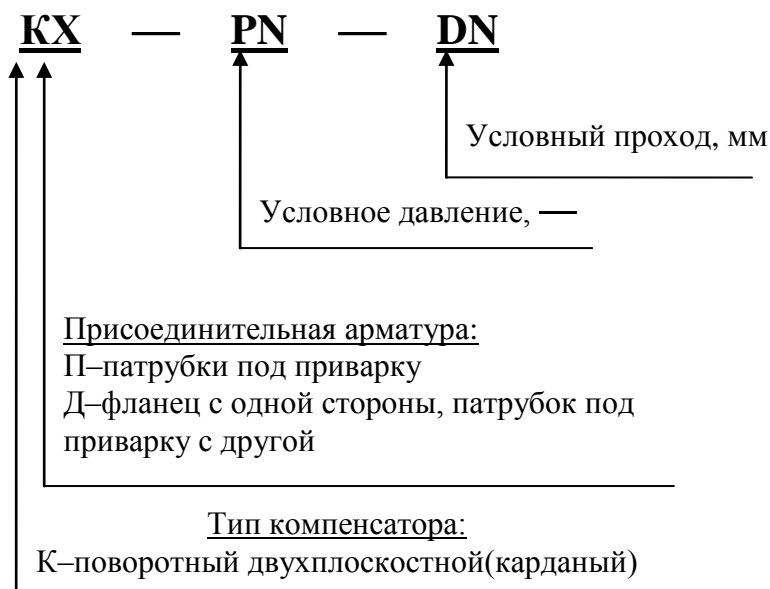 КХ — PN — DN
Условный проход, мм
Условное давление, —
Присоединительная арматура:
П–патрубки под приварку
Д–фланец с одной стороны, патрубок под
приварку с другой
Тип компенсатора:
К–поворотный двухплоскостной(карданый)